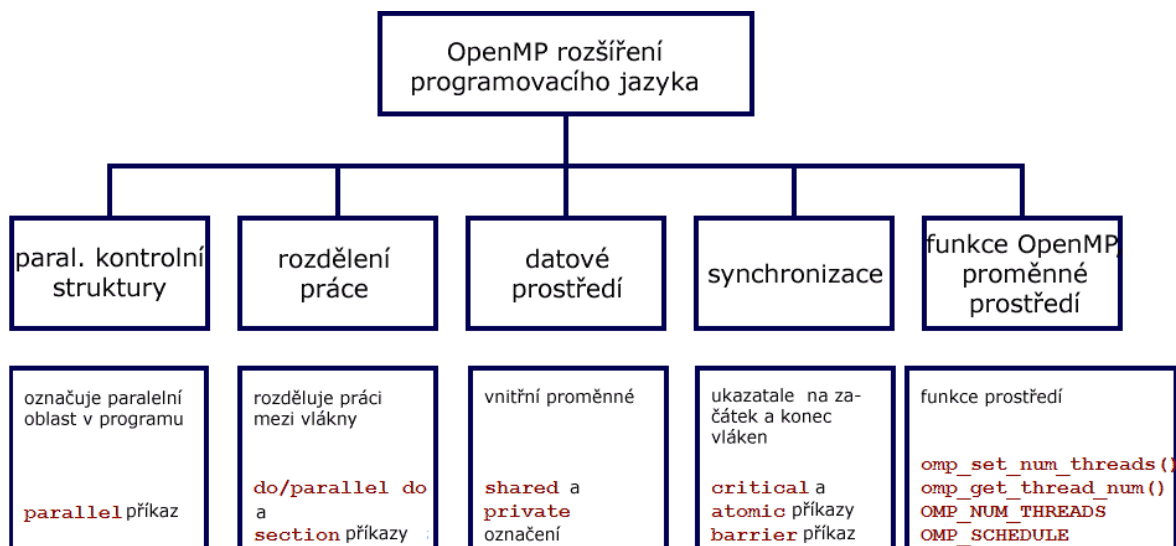 OpenMP rozšíření
programovacího jazyka
paral. kontrolní
struktury
rozdělení
práce
datové
prostředí
synchronizace
funkce OpenMP,
proměnné
prostředí
označuje paralelní
oblast v programu
parallel příkaz
rozděluje práci
mezi vlákny
do/parallel do
a
section příkazy
vnitřní proměnné
shared a
private
označení
ukazatale na za-
čátek a konec
vláken
critical a
atomic příkazy
barrier příkaz
funkce prostředí
omp_set_num_threads()
omp_get_thread_num()
OMP_NUM_THREADS
OMP_SCHEDULE